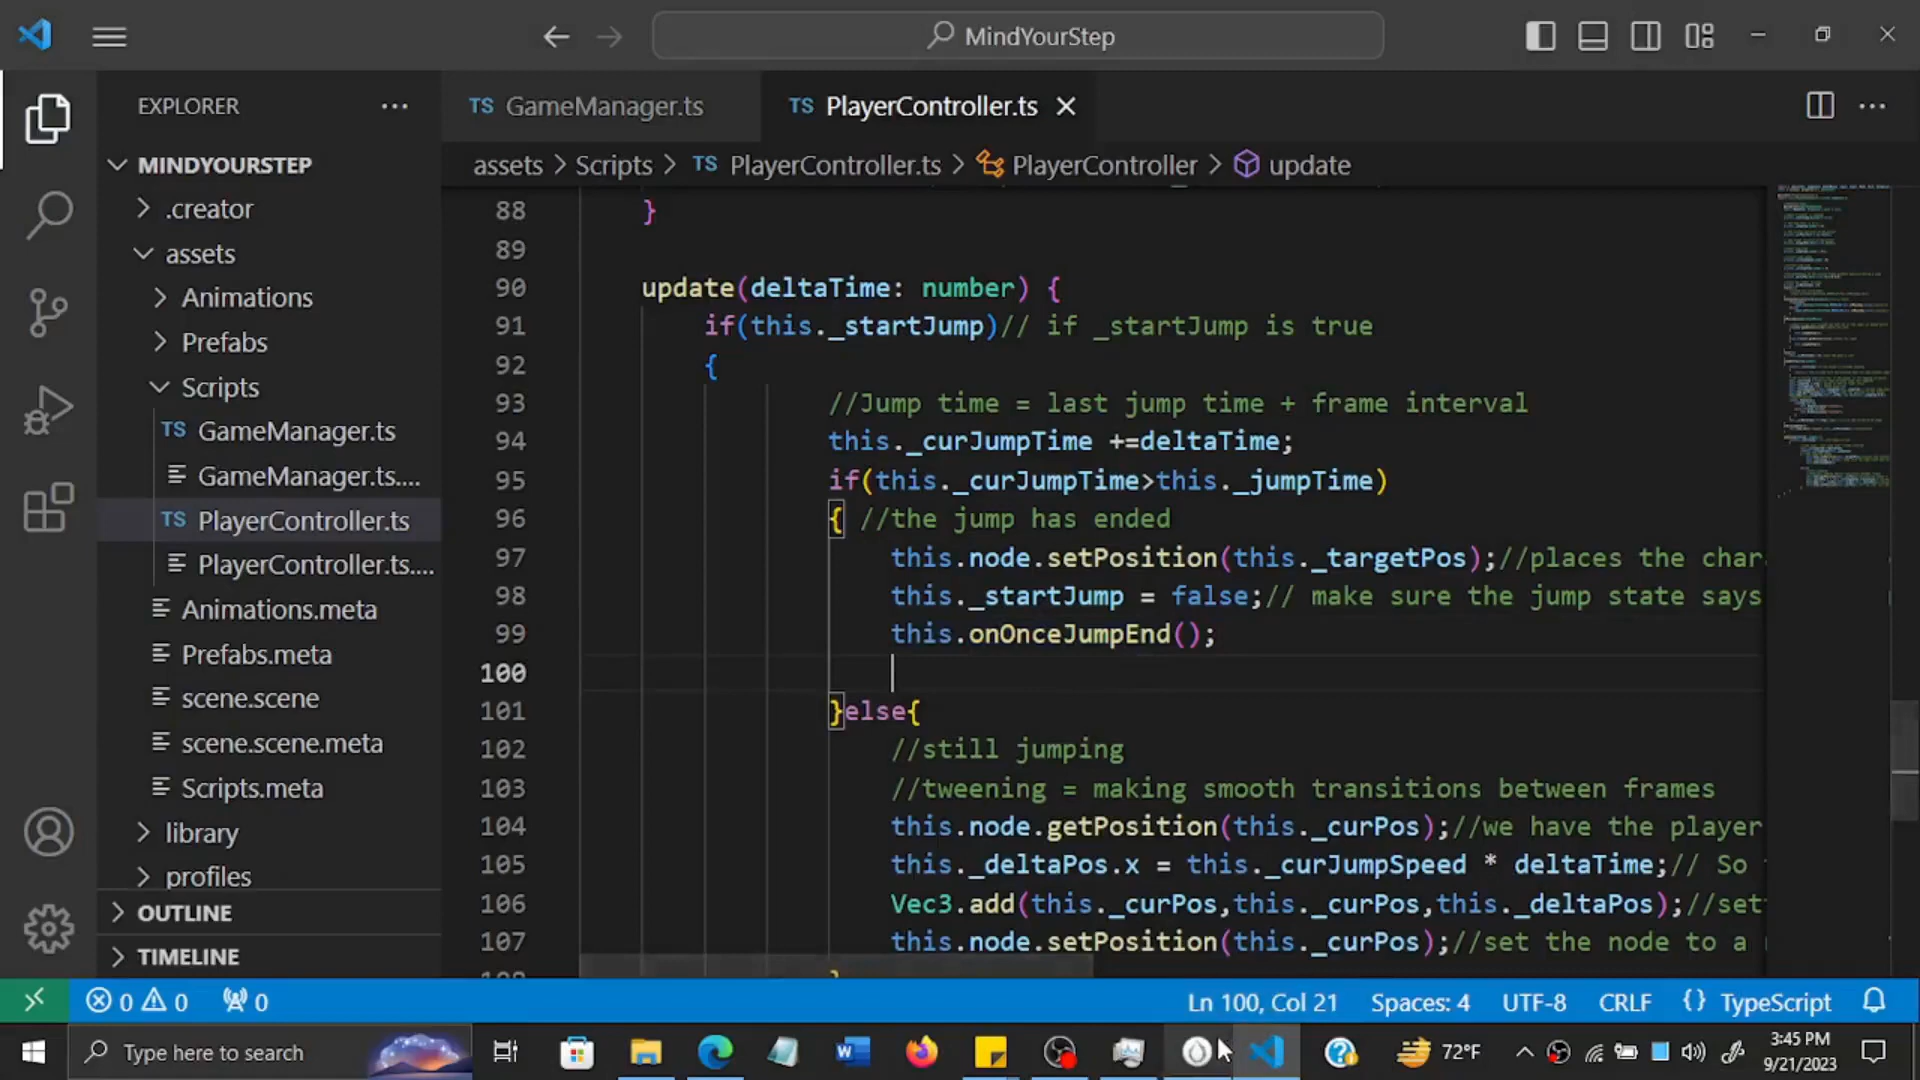 MindYourStep
EXPLORER
TS GameManager.ts
TS PlayerController.ts
assets > Scripts > TS PlayerController.ts > PlayerController > update
MINDYOURSTEP
.creator
assets
Animations
Prefabs
Scripts
TS GameManager.ts
GameManager.ts....
TS PlayerController.ts
PlayerController.ts....
Animations.meta
Prefabs.meta
scene.scene
scene.scene.meta
Scripts.meta
library
profiles
OUTLINE
TIMELINE
88 }
89
90 update(deltaTime: number) {
91 if(this._startJump)// if _startJump is true
92 {
93 //Jump time = last jump time + frame interval
94 this._curJumpTime +=deltaTime;
95 if(this._curJumpTime>this._jumpTime)
96 { //the jump has ended
97 this.node.setPosition(this._targetPos);//places the char
98 this._startJump = false;// make sure the jump state says
99 this.onOnceJumpEnd();
100
101 }else{
102 //still jumping
103 //tweening = making smooth transitions between frames
104 this.node.getPosition(this._curPos);//we have the player
105 this._deltaPos.x = this._curJumpSpeed * deltaTime;// So
106 Vec3.add(this._curPos,this._curPos,this._deltaPos);//set
107 this.node.setPosition(this._curPos);//set the node to a
0 0 0
Ln 100, Col 21 Spaces: 4 UTF-8 CRLF {} TypeScript
Type here to search
72°F
3:45 PM
9/21/2023